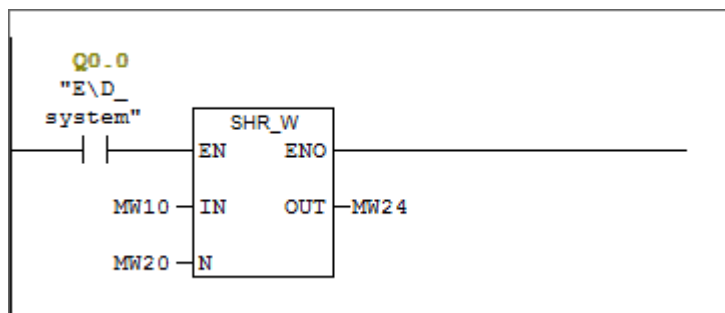 Q0.0
"E\D_
system"
SHR_W
EN ENO
MW10 IN OUT MW24
MW20 N